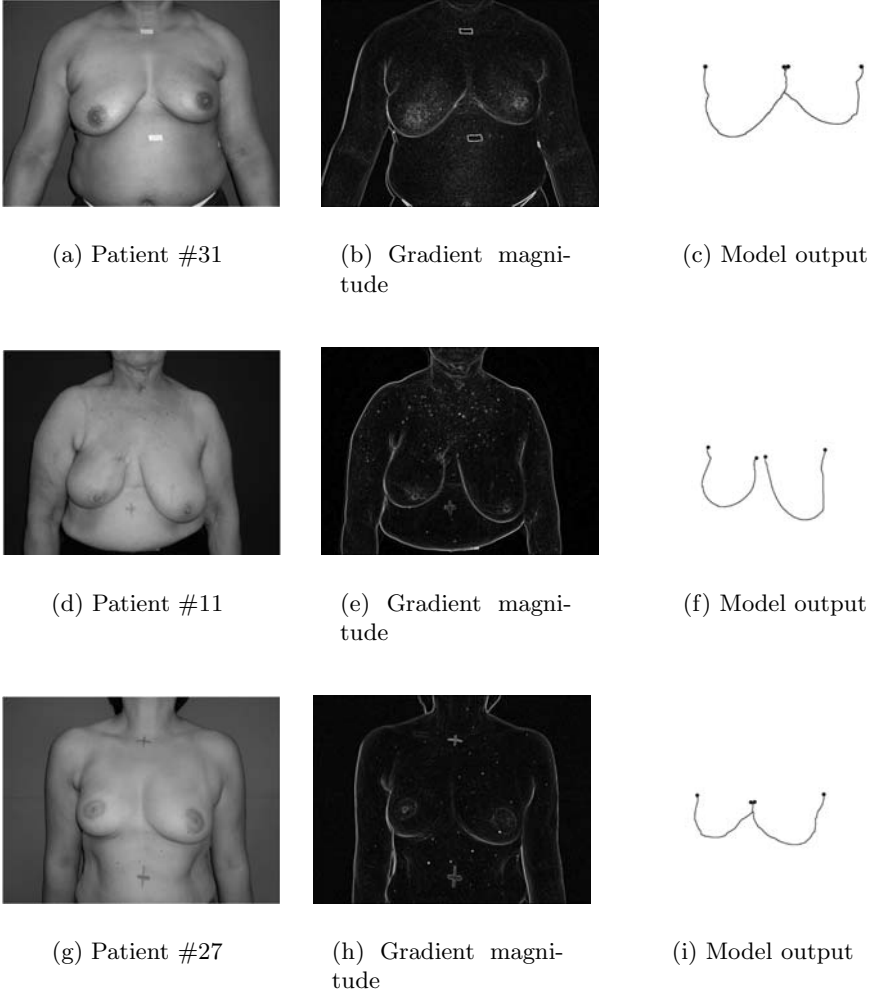 (a) Patient #31
(b) Gradient magni-
tude
(c) Model output
(d) Patient #11
(e) Gradient magni-
tude
(f) Model output
(g) Patient #27
(h) Gradient magni-
tude
(i) Model output